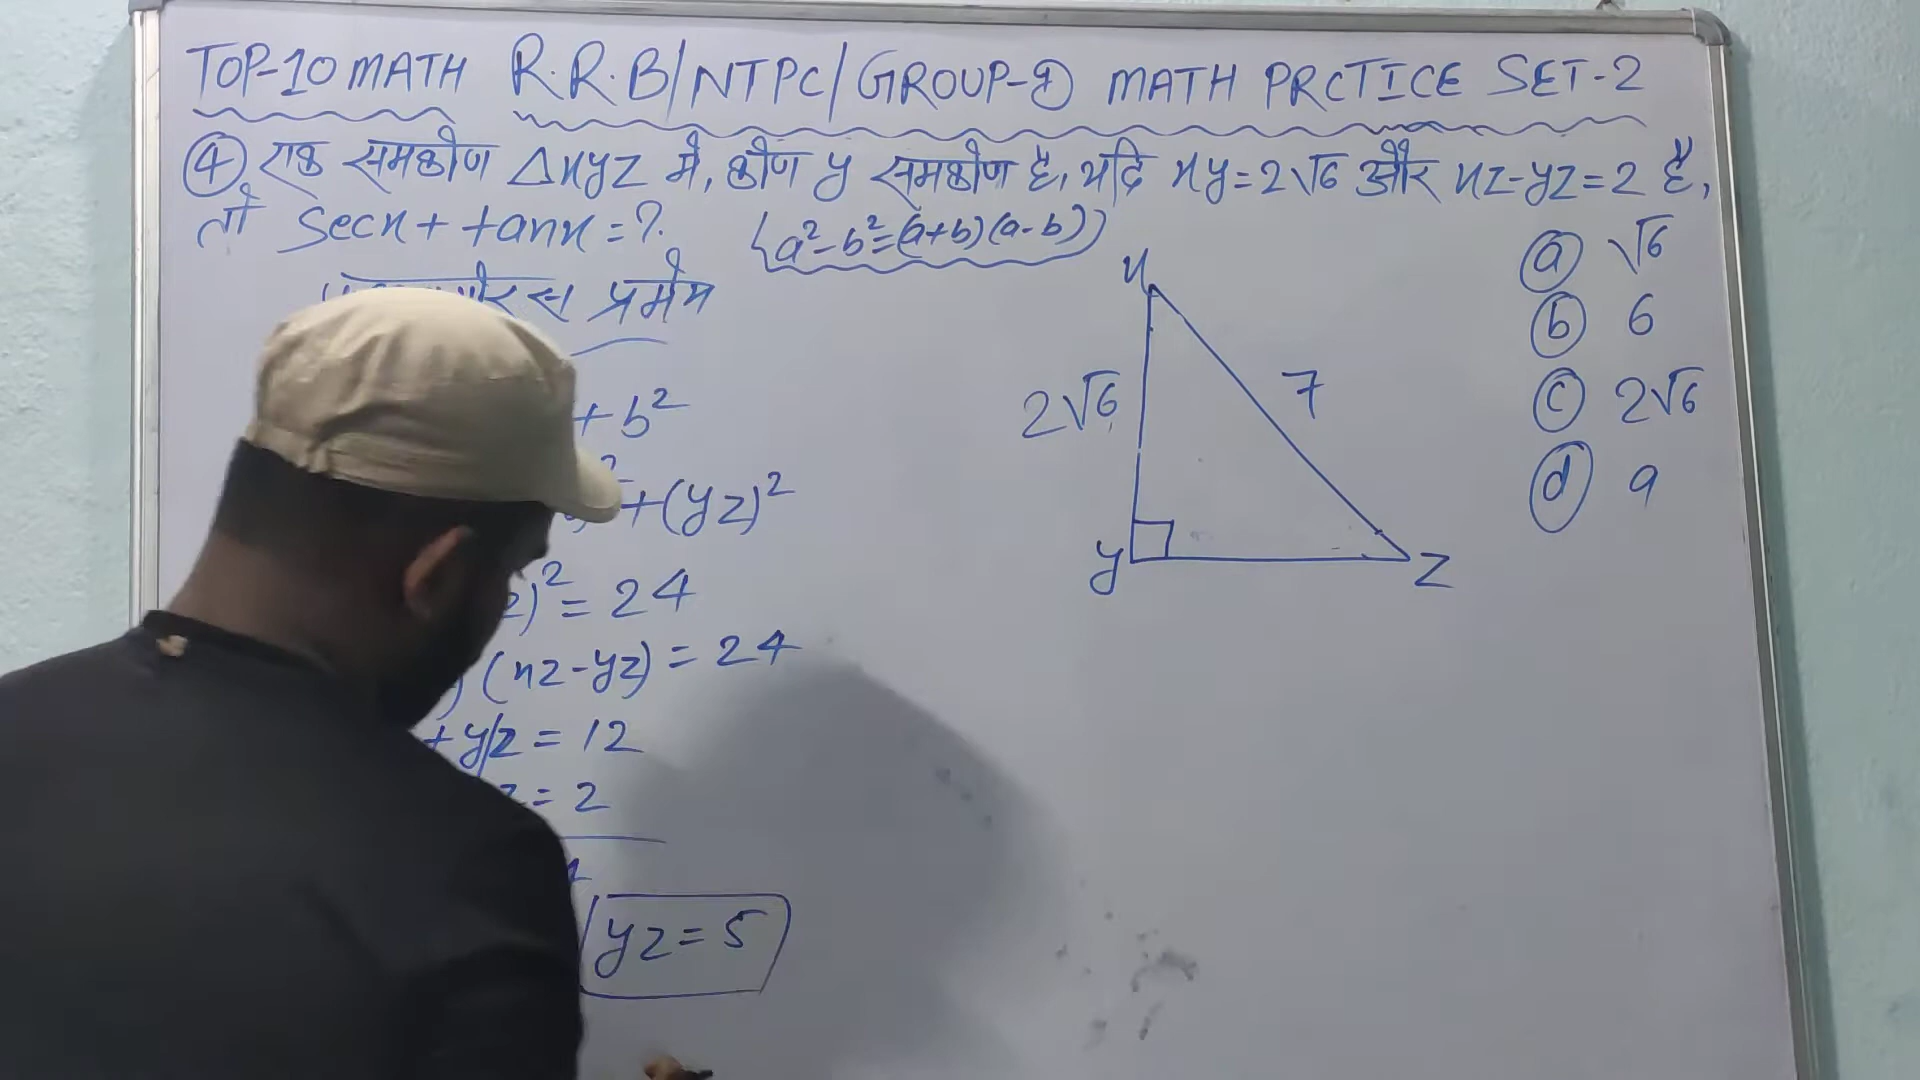 TOP-10 MATH R.R.B/NTPC/GROUP-D MATH PRCTICE SET-2
④ एक समकोण △xyz मे, कोण y समकोण है, यदि xy=2√6 और xz-yz=2 है,
तो Secx + tanx = ?. {a²-b²=(a+b)(a-b)}
प्रमेय
+ b²
+(yz)²
)² = 24
(xz-yz) = 24
+ yz = 12
= 2
yz = 5
x
2√6
7
y
z
ⓐ √6
ⓑ 6
ⓒ 2√6
ⓓ 9